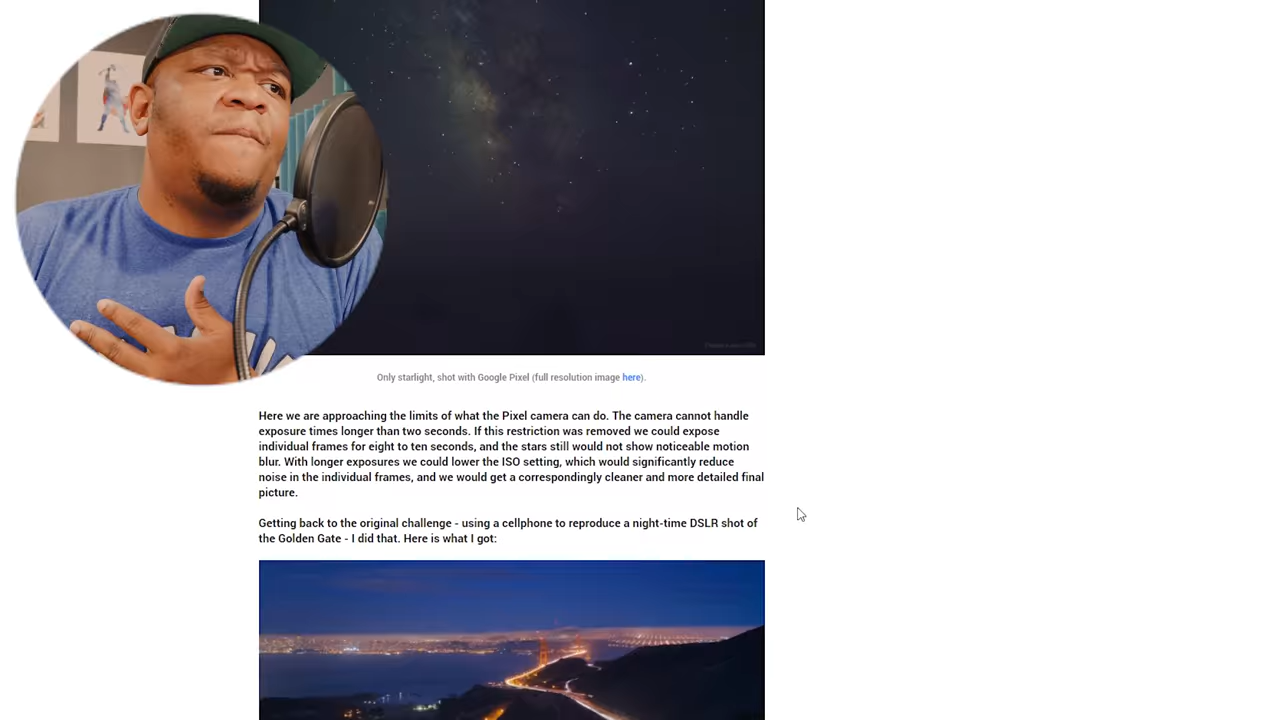 Only starlight, shot with Google Pixel (full resolution image here).
Here we are approaching the limits of what the Pixel camera can do. The camera cannot handle
exposure times longer than two seconds. If this restriction was removed we could expose
individual frames for eight to ten seconds, and the stars still would not show noticeable motion
blur. With longer exposures we could lower the ISO setting, which would significantly reduce
noise in the individual frames, and we would get a correspondingly cleaner and more detailed final
picture.
Getting back to the original challenge - using a cellphone to reproduce a night-time DSLR shot of
the Golden Gate - I did that. Here is what I got: